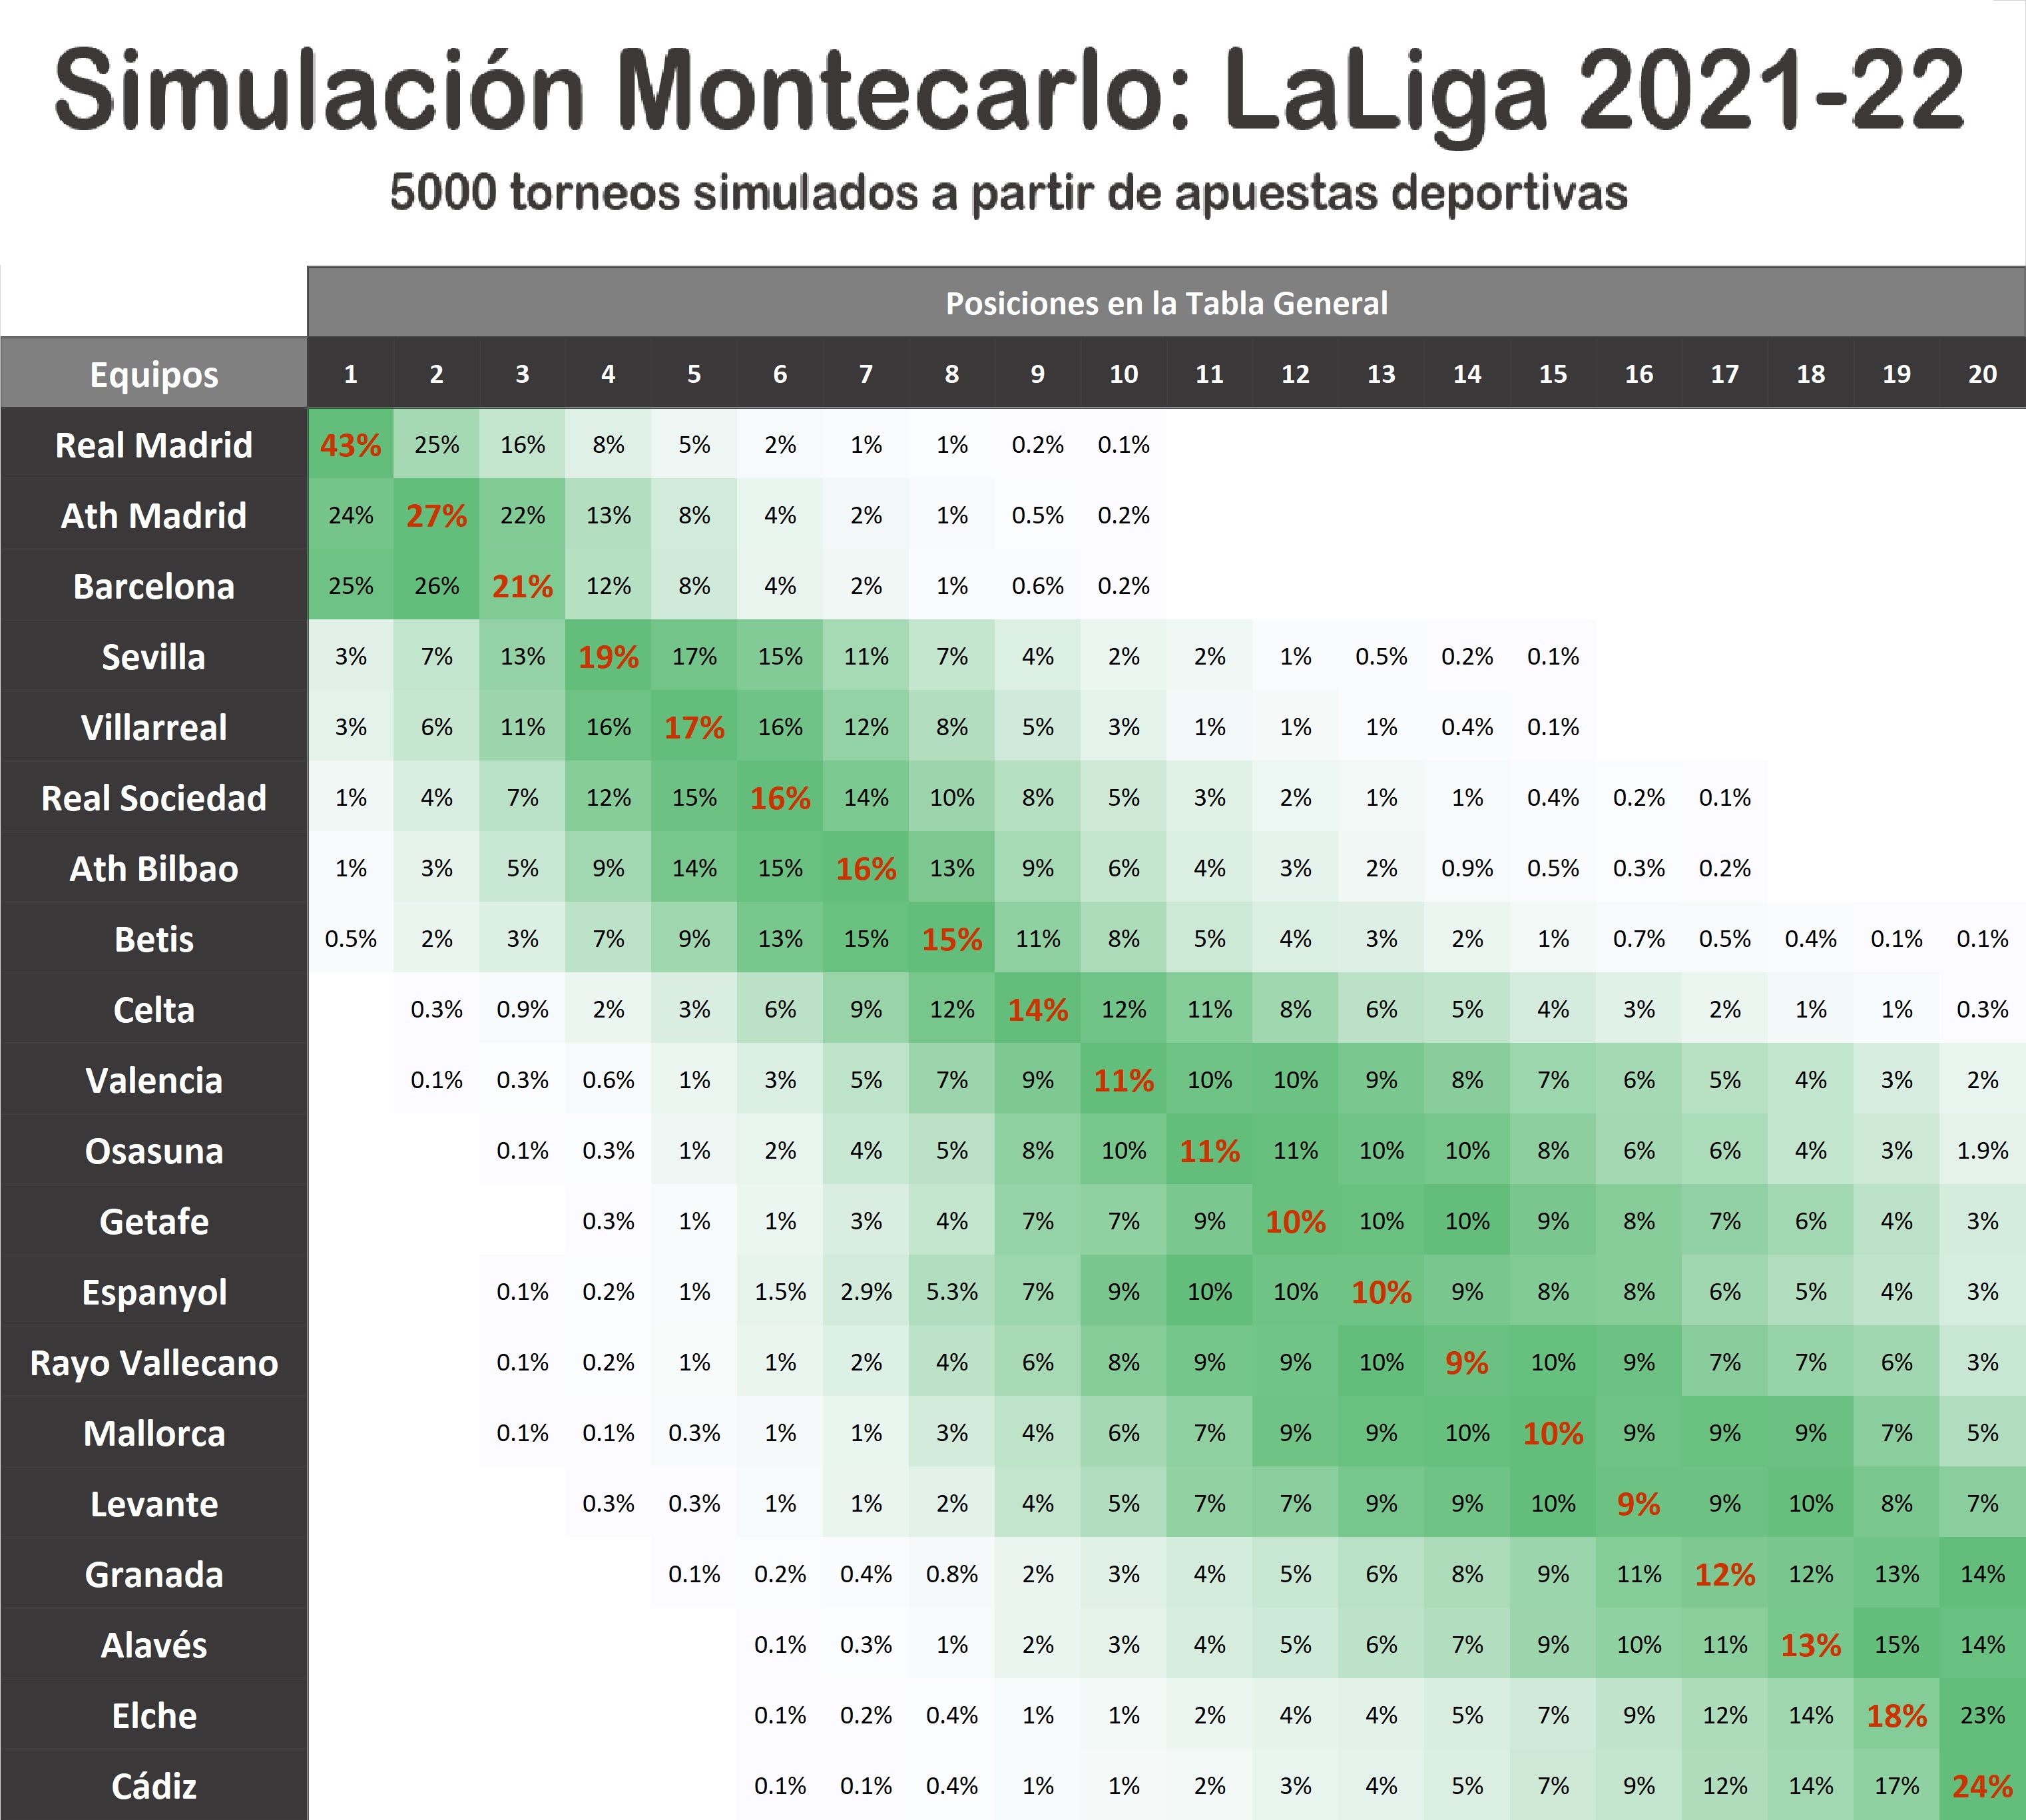 Simulación Montecarlo: LaLiga 2021-22
5000 torneos simulados a partir de apuestas deportivas
Posiciones en la Tabla General
Equipos 1 2 3 4 5 6 7 8 9 10 11 12 13 14 15 16 17 18 19 20
Real Madrid 43% 25% 16% 8% 5% 2% 1% 1% 0.2% 0.1%
Ath Madrid 24% 27% 22% 13% 8% 4% 2% 1% 0.5% 0.2%
Barcelona 25% 26% 21% 12% 8% 4% 2% 1% 0.6% 0.2%
Sevilla 3% 7% 13% 19% 17% 15% 11% 7% 4% 2% 2% 1% 0.5% 0.2% 0.1%
Villarreal 3% 6% 11% 16% 17% 16% 12% 8% 5% 3% 1% 1% 1% 0.4% 0.1%
Real Sociedad 1% 4% 7% 12% 15% 16% 14% 10% 8% 5% 3% 2% 1% 1% 0.4% 0.2% 0.1%
Ath Bilbao 1% 3% 5% 9% 14% 15% 16% 13% 9% 6% 4% 3% 2% 0.9% 0.5% 0.3% 0.2%
Betis 0.5% 2% 3% 7% 9% 13% 15% 15% 11% 8% 5% 4% 3% 2% 1% 0.7% 0.5% 0.4% 0.1% 0.1%
Celta 0.3% 0.9% 2% 3% 6% 9% 12% 14% 12% 11% 8% 6% 5% 4% 3% 2% 1% 1% 0.3%
Valencia 0.1% 0.3% 0.6% 1% 3% 5% 7% 9% 11% 10% 10% 9% 8% 7% 6% 5% 4% 3% 2%
Osasuna 0.1% 0.3% 1% 2% 4% 5% 8% 10% 11% 11% 10% 10% 8% 6% 6% 4% 3% 1.9%
Getafe 0.3% 1% 1% 3% 4% 7% 7% 9% 10% 10% 10% 9% 8% 7% 6% 4% 3%
Espanyol 0.1% 0.2% 1% 1.5% 2.9% 5.3% 7% 9% 10% 10% 10% 9% 8% 8% 6% 5% 4% 3%
Rayo Vallecano 0.1% 0.2% 1% 1% 2% 4% 6% 8% 9% 9% 10% 9% 10% 9% 7% 7% 6% 3%
Mallorca 0.1% 0.1% 0.3% 1% 1% 3% 4% 6% 7% 9% 9% 10% 10% 9% 9% 9% 7% 5%
Levante 0.3% 0.3% 1% 1% 2% 4% 5% 7% 7% 9% 9% 10% 9% 9% 10% 8% 7%
Granada 0.1% 0.2% 0.4% 0.8% 2% 3% 4% 5% 6% 8% 9% 11% 12% 12% 13% 14%
Alavés 0.1% 0.3% 1% 2% 3% 4% 5% 6% 7% 9% 10% 11% 13% 15% 14%
Elche 0.1% 0.2% 0.4% 1% 1% 2% 4% 4% 5% 7% 9% 12% 14% 18% 23%
Cádiz 0.1% 0.1% 0.4% 1% 1% 2% 3% 4% 5% 7% 9% 12% 14% 17% 24%